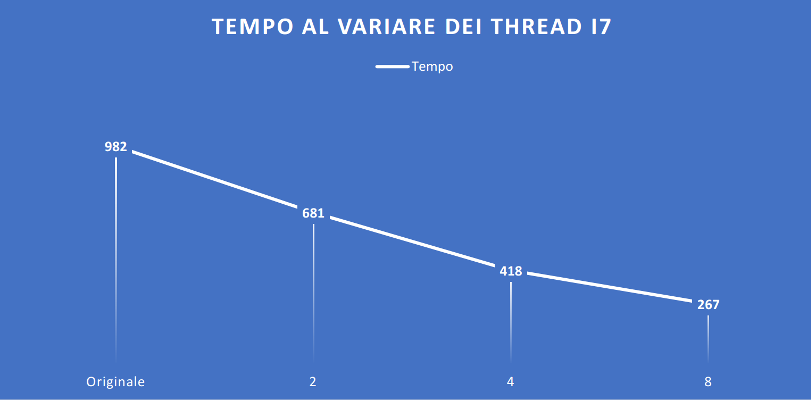 TEMPO AL VARIARE DEI THREAD I7
Tempo
982
681
418
267
Originale 2 4 8